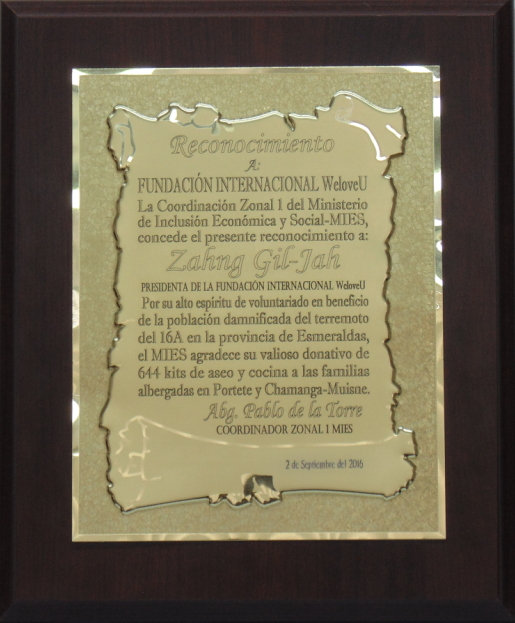 Reconocimiento
A:
FUNDACIÓN INTERNACIONAL WeloveU
La Coordinación Zonal 1 del Ministerio
de Inclusión Económica y Social-MIES,
concede el presente reconocimiento a:
Zahng Gil-Jah
PRESIDENTA DE LA FUNDACIÓN INTERNACIONAL WeloveU
Por su alto espíritu de voluntariado en beneficio
de la población damnificada del terremoto
del 16A en la provincia de Esmeraldas,
el MIES agradece su valioso donativo de
644 kits de aseo y cocina a las familias
albergadas en Portete y Chamanga-Muisne.
Abg. Pablo de la Torre
COORDINADOR ZONAL 1 MIES
2 de Septiembre del 2016